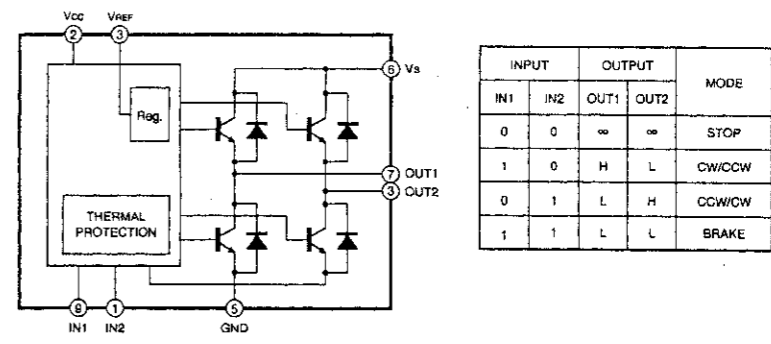 Vcc VREF
2 3
6 Vs
Reg.
7 OUT1
3 OUT2
THERMAL
PROTECTION
9 1 5
IN1 IN2 GND
INPUT OUTPUT MODE
IN1 IN2 OUT1 OUT2
0 0 ∞ ∞ STOP
1 0 H L CW/CCW
0 1 L H CCW/CW
1 1 L L BRAKE